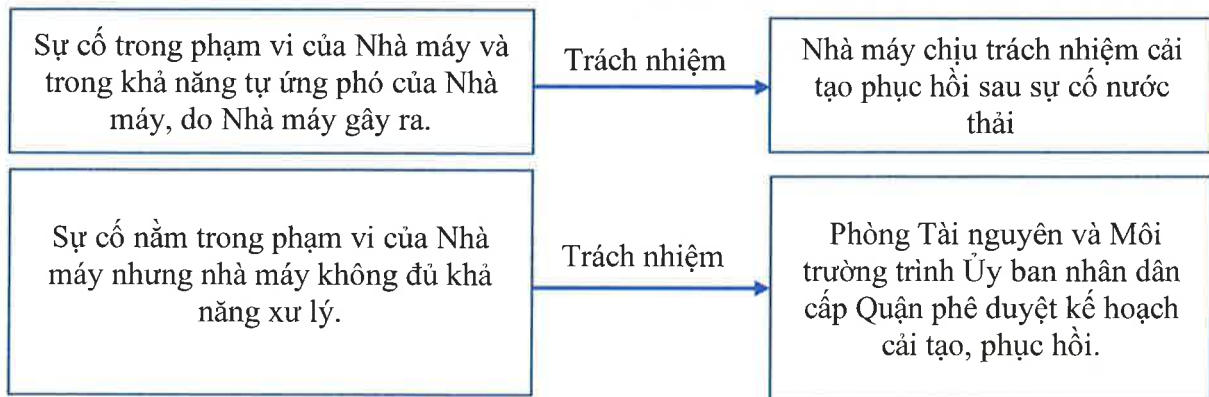 Sự cố trong phạm vi của Nhà máy và
trong khả năng tự ứng phó của Nhà
máy, do Nhà máy gây ra.
Trách nhiệm
Nhà máy chịu trách nhiệm cải
tạo phục hồi sau sự cố nước
thải
Sự cố nằm trong phạm vi của Nhà
máy nhưng nhà máy không đủ khả
năng xư lý.
Trách nhiệm
Phòng Tài nguyên và Môi
trường trình Ủy ban nhân dân
cấp Quận phê duyệt kế hoạch
cải tạo, phục hồi.